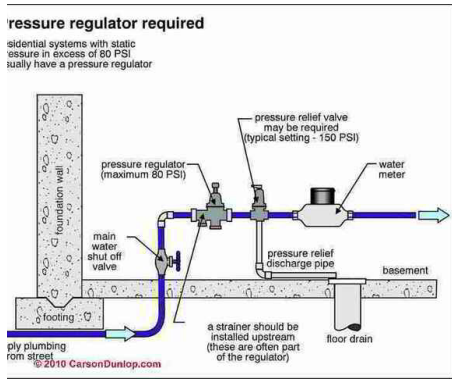 ressure regulator required
esidential systems with static
essure in excess of 80 PSI
sually have a pressure regulator
pressure relief valve
may be required
(typical setting - 150 PSI)
pressure regulator
(maximum 80 PSI)
water
meter
foundation wall
main
water
shut off
valve
pressure relief
discharge pipe
basement
footing
a strainer should be
installed upstream
(these are often part
of the regulator)
floor drain
ply plumbing
rom street
© 2010 CarsonDunlop.com